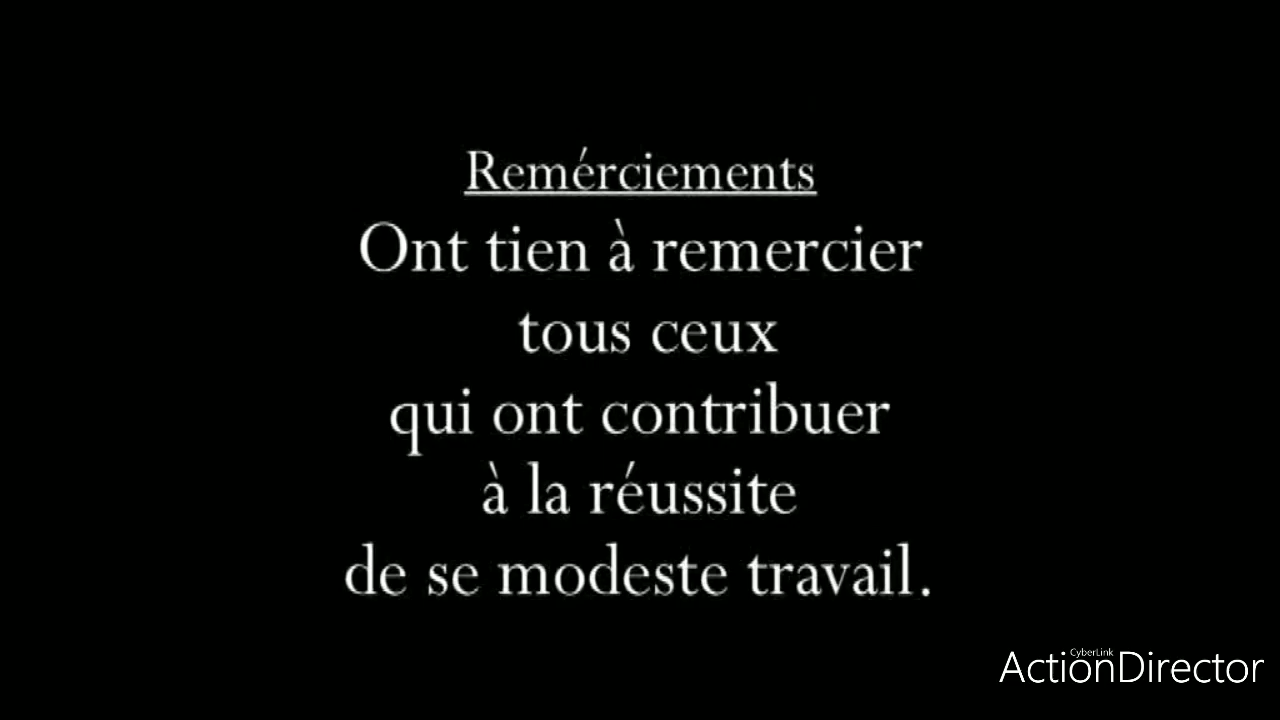 Remérciements
Ont tien à remercier
tous ceux
qui ont contribuer
à la réussite
de se modeste travail.
CyberLink
ActionDirector